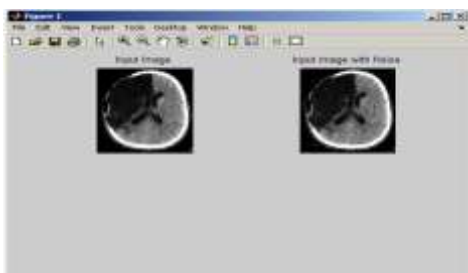 Figure 1
File Edit View Insert Tools Desktop Window Help
Input Image
Input Image with Noise